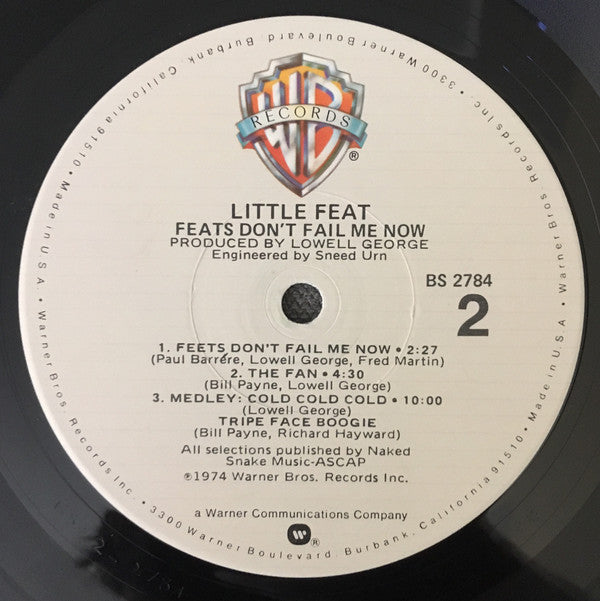 3300 Warner Boulevard. Burbank, California 91510 • Made in U.S.A. • Warner Bros. Records Inc. • 3300 Warner Boulevard. Burbank, California 91510 • Made in U.S.A. • Warner Bros. Records Inc. •
WB
RECORDS
®
LITTLE FEAT
FEATS DON'T FAIL ME NOW
PRODUCED BY LOWELL GEORGE
Engineered by Sneed Urn
BS 2784
2
1. FEETS DON'T FAIL ME NOW • 2:27
(Paul Barrére, Lowell George, Fred Martin)
2. THE FAN • 4:30
(Bill Payne, Lowell George)
3. MEDLEY: COLD COLD COLD • 10:00
(Lowell George)
TRIPE FACE BOOGIE
(Bill Payne, Richard Hayward)
All selections published by Naked
Snake Music-ASCAP
℗1974 Warner Bros. Records Inc.
a Warner Communications Company
W®